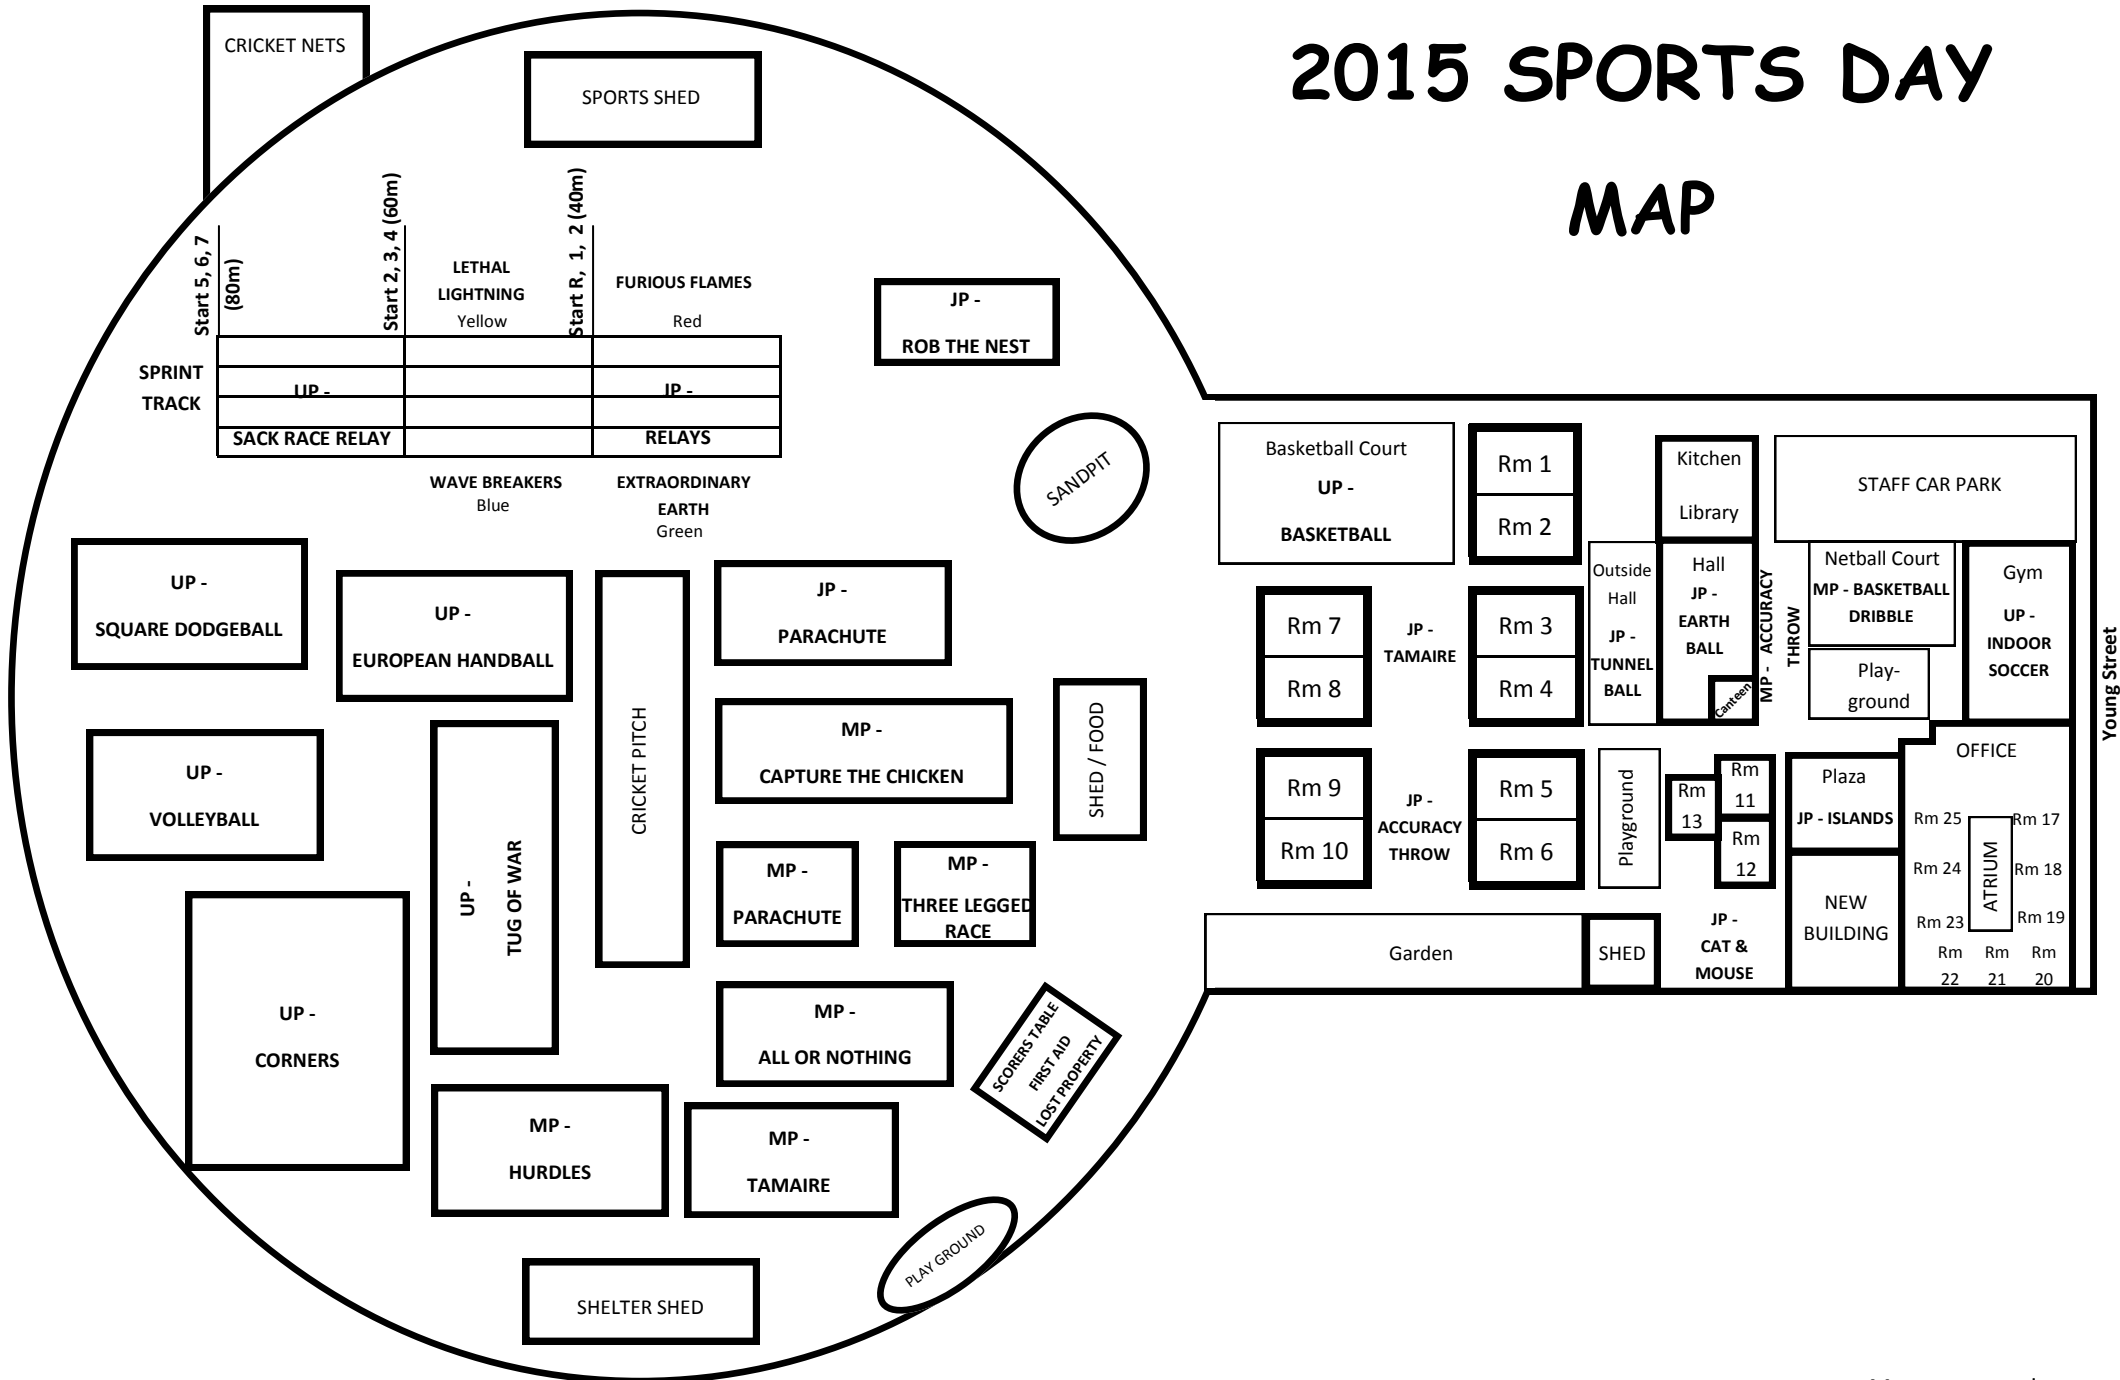 2015 SPORTS DAY
MAP
CRICKET NETS
SPORTS SHED
Start 5, 6, 7
(80m)
Start 2, 3, 4 (60m)
LETHAL
LIGHTNING
Yellow
Start R, 1, 2 (40m)
FURIOUS FLAMES
Red
SPRINT
TRACK
UP -
SACK RACE RELAY
JP -
RELAYS
WAVE BREAKERS
Blue
EXTRAORDINARY
EARTH
Green
JP -
ROB THE NEST
SANDPIT
UP -
SQUARE DODGEBALL
UP -
EUROPEAN HANDBALL
CRICKET PITCH
JP -
PARACHUTE
UP -
VOLLEYBALL
UP -
TUG OF WAR
MP -
CAPTURE THE CHICKEN
SHED / FOOD
MP -
PARACHUTE
MP -
THREE LEGGED
RACE
UP -
CORNERS
MP -
ALL OR NOTHING
SCORERS TABLE
FIRST AID
LOST PROPERTY
MP -
HURDLES
MP -
TAMAIRE
PLAY GROUND
SHELTER SHED
Basketball Court
UP -
BASKETBALL
Rm 1
Rm 2
Kitchen
Library
STAFF CAR PARK
Rm 7
Rm 8
JP -
TAMAIRE
Rm 3
Rm 4
Outside
Hall
JP -
TUNNEL
BALL
Hall
JP -
EARTH
BALL
Canteen
MP - ACCURACY
THROW
Netball Court
MP - BASKETBALL
DRIBBLE
Play-
ground
Gym
UP -
INDOOR
SOCCER
Young Street
Rm 9
Rm 10
JP -
ACCURACY
THROW
Rm 5
Rm 6
Playground
Rm
13
Rm
11
Rm
12
Plaza
JP - ISLANDS
NEW
BUILDING
OFFICE
Rm 25
Rm 17
Rm 24
ATRIUM
Rm 18
Rm 23
Rm 19
Rm
22
Rm
21
Rm
20
Garden
SHED
JP -
CAT &
MOUSE